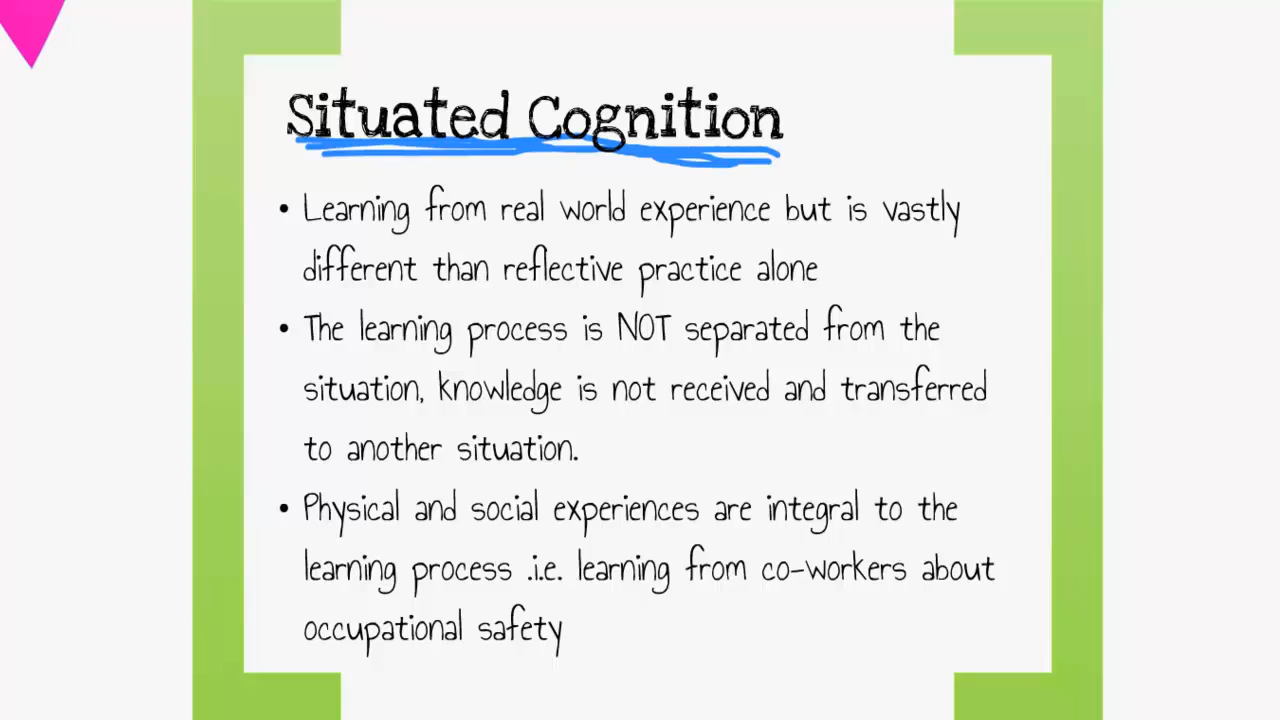 Situated Cognition
• Learning from real world experience but is vastly
different than reflective practice alone
• The learning process is NOT separated from the
situation, knowledge is not received and transferred
to another situation.
• Physical and social experiences are integral to the
learning process .i.e. learning from co-workers about
occupational safety